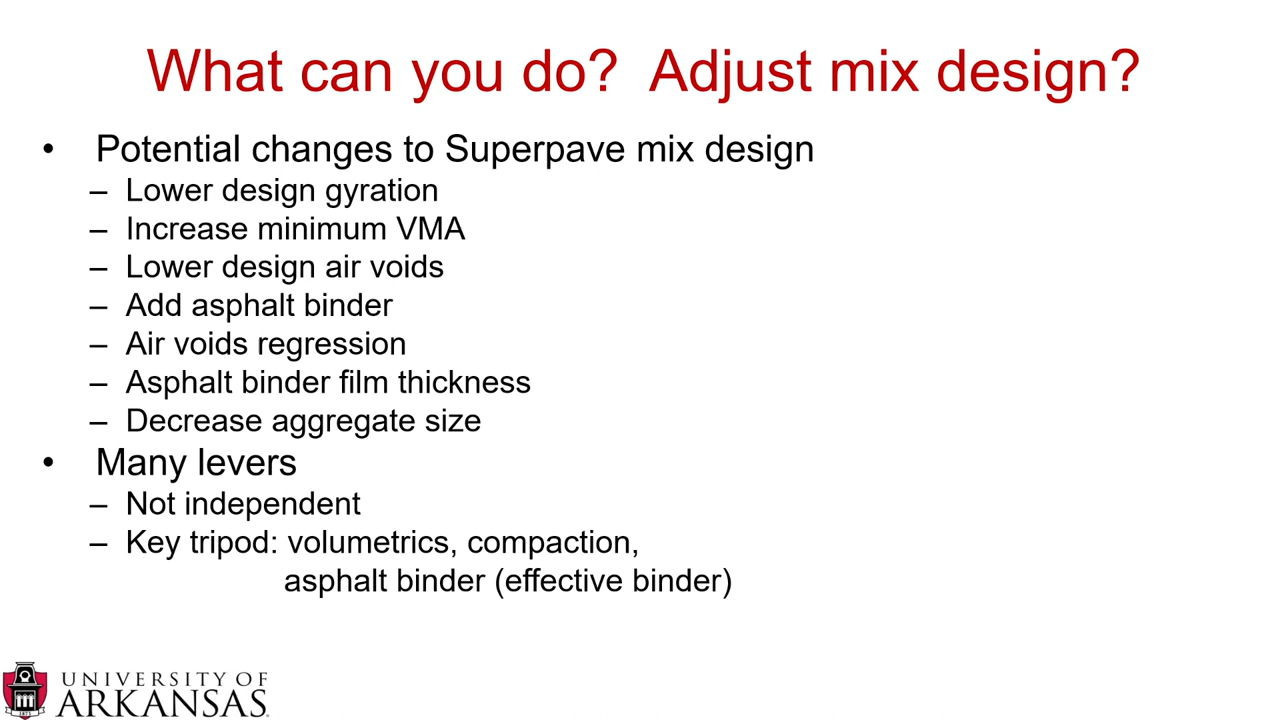 What can you do?  Adjust mix design?
• Potential changes to Superpave mix design
– Lower design gyration
– Increase minimum VMA
– Lower design air voids
– Add asphalt binder
– Air voids regression
– Asphalt binder film thickness
– Decrease aggregate size
• Many levers
– Not independent
– Key tripod: volumetrics, compaction,
asphalt binder (effective binder)
UNIVERSITY OF
ARKANSAS